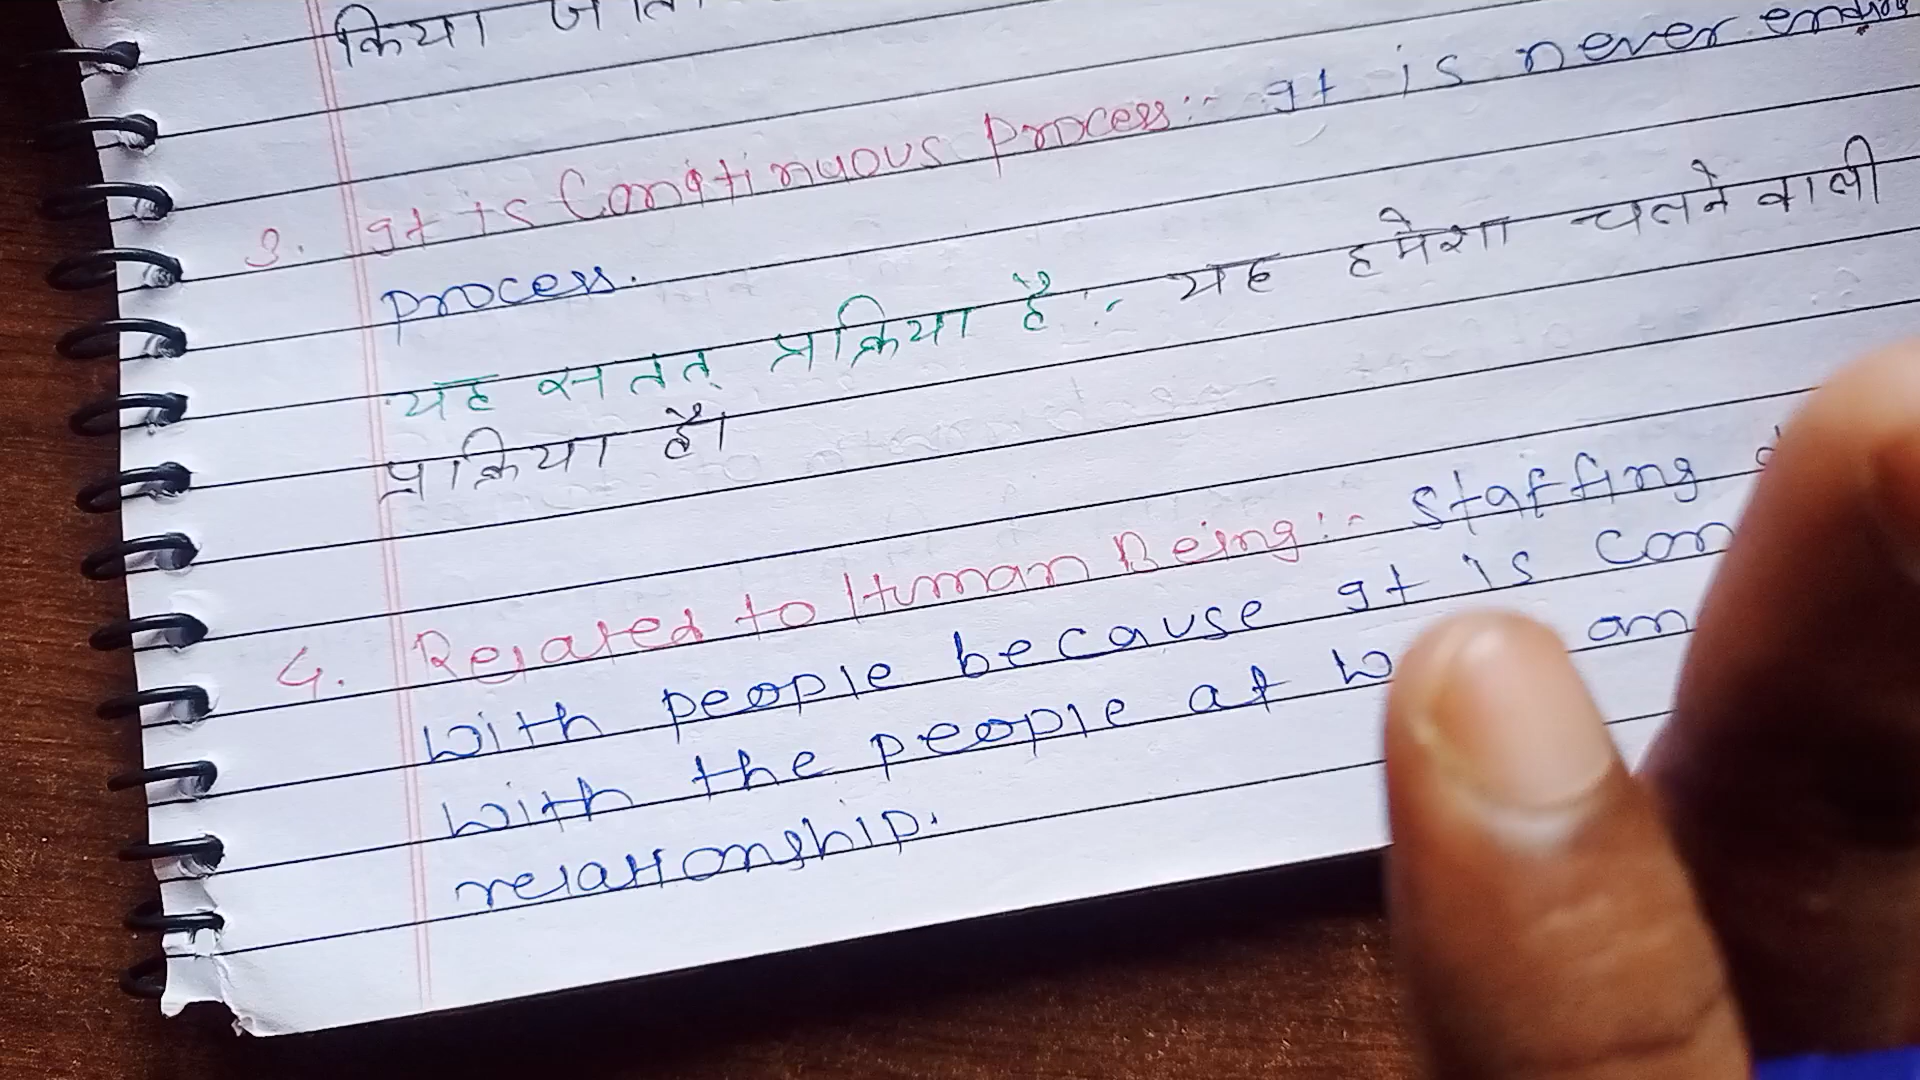 किया जाता
3. It is Continuous Process:- It is never ending
process.
यह सतत् प्रक्रिया है:- यह हमेशा चलने वाली
प्रक्रिया है।
4. Related to Human Being:- Staffing
with people because It is con
with the people at w
relationship.